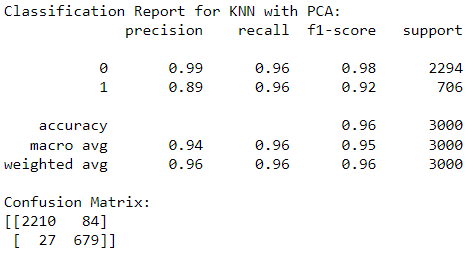 Classification Report for KNN with PCA:
precision recall f1-score support
0 0.99 0.96 0.98 2294
1 0.89 0.96 0.92 706
accuracy 0.96 3000
macro avg 0.94 0.96 0.95 3000
weighted avg 0.96 0.96 0.96 3000
Confusion Matrix:
[[2210 84]
[ 27 679]]